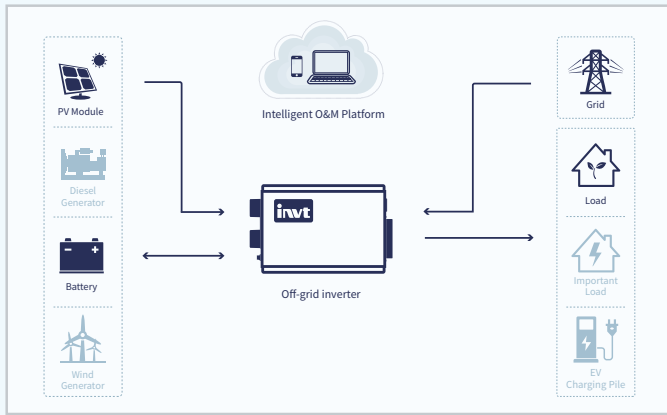 Intelligent O&M Platform
PV Module
Diesel
Generator
Battery
Wind
Generator
invt
Off-grid inverter
Grid
Load
Important
Load
EV
Charging Pile